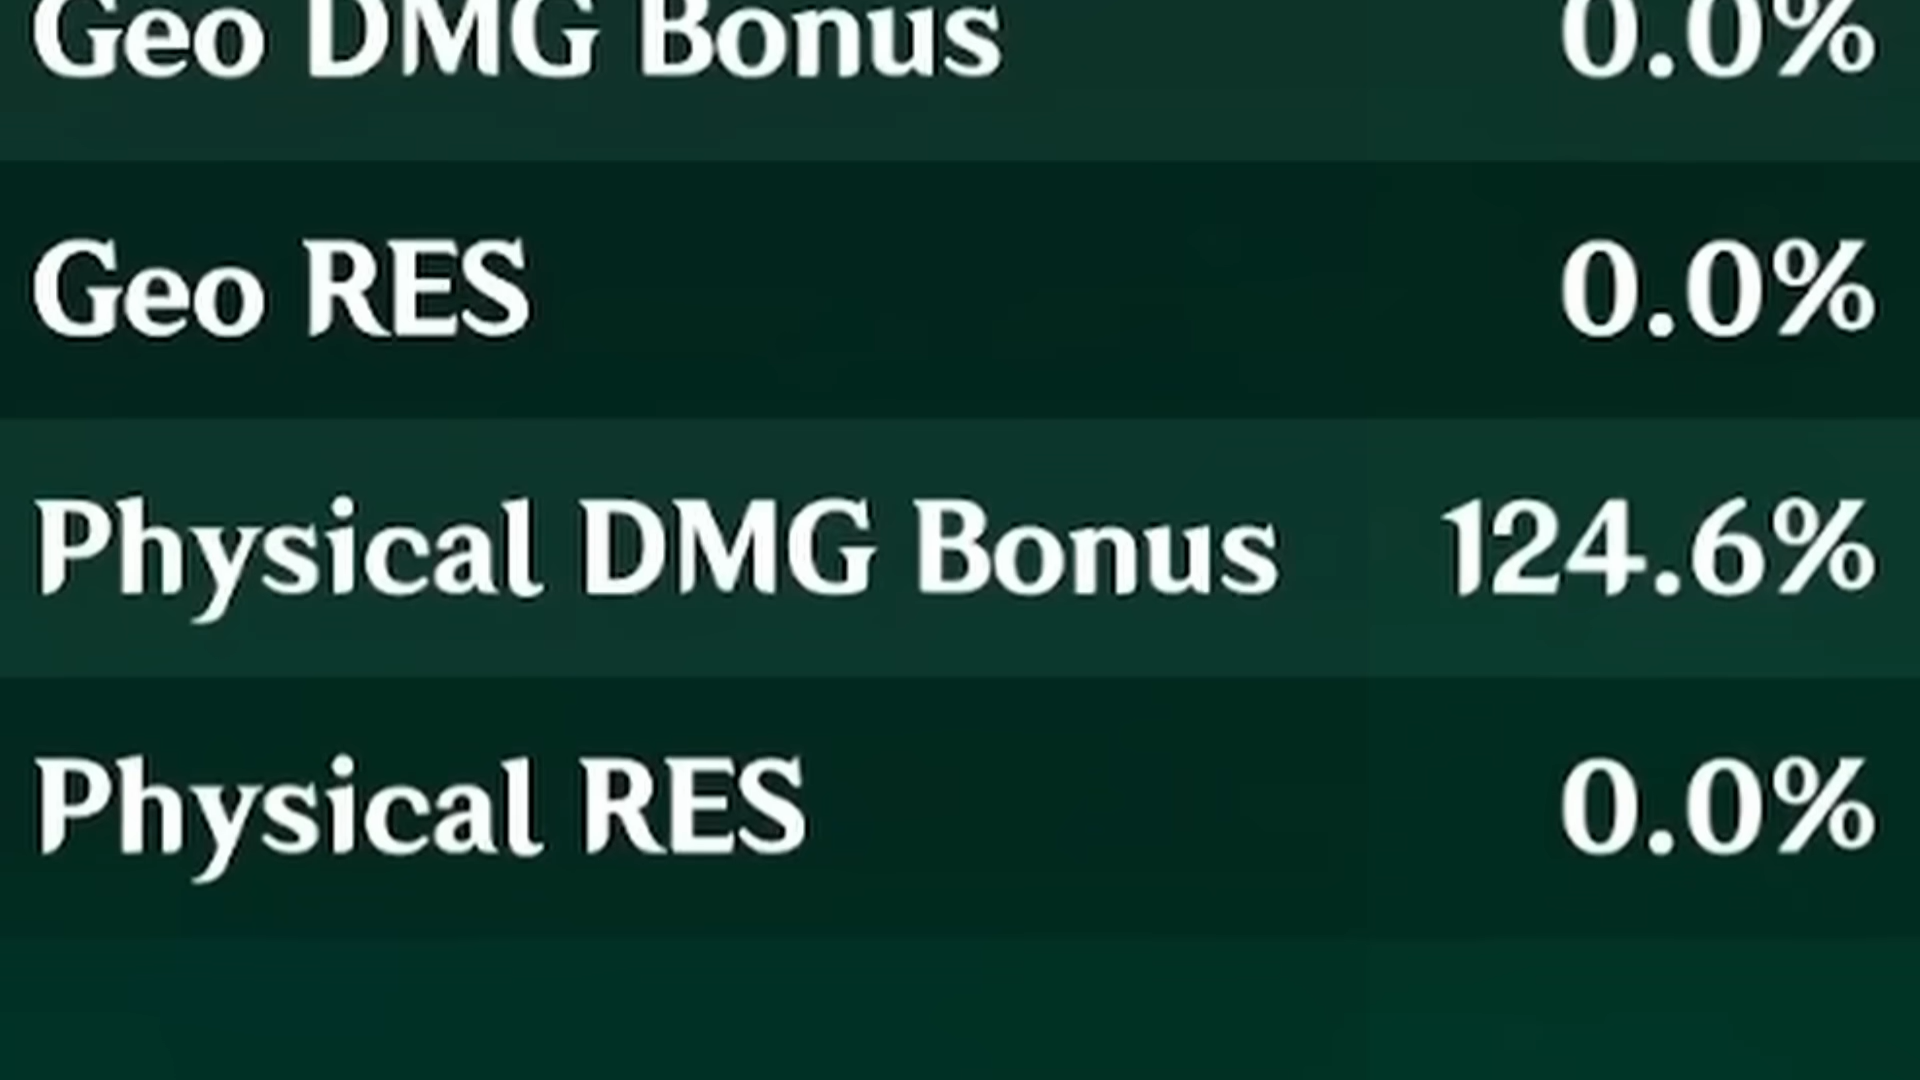 Geo DMG Bonus 0.0%
Geo RES 0.0%
Physical DMG Bonus 124.6%
Physical RES 0.0%